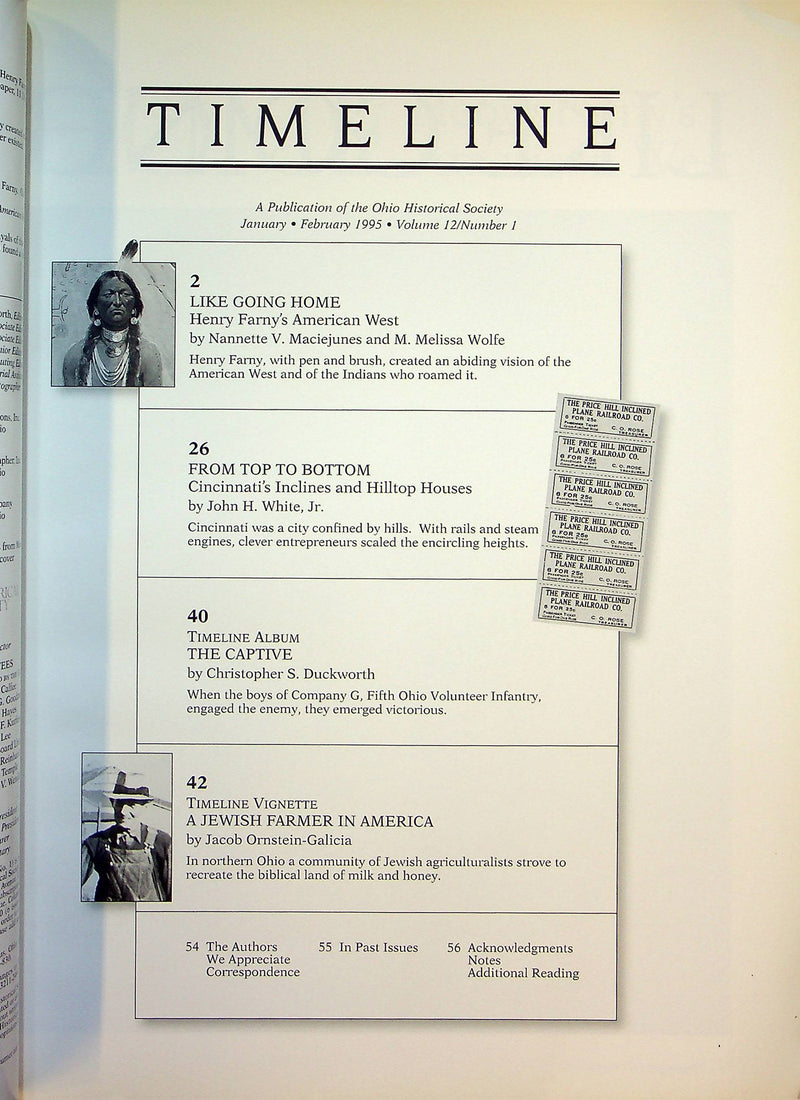 TIMELINE
A Publication of the Ohio Historical Society
January • February 1995 • Volume 12/Number 1
2
LIKE GOING HOME
Henry Farny's American West
by Nannette V. Maciejunes and M. Melissa Wolfe
Henry Farny, with pen and brush, created an abiding vision of the
American West and of the Indians who roamed it.
THE PRICE HILL INCLINED
PLANE RAILROAD CO.
6 FOR 25c
C. O. ROSE
TREASURER
THE PRICE HILL INCLINED
PLANE RAILROAD CO.
6 FOR 25c
C. O. ROSE
TREASURER
THE PRICE HILL INCLINED
PLANE RAILROAD CO.
6 FOR 25c
C. O. ROSE
TREASURER
THE PRICE HILL INCLINED
PLANE RAILROAD CO.
6 FOR 25c
C. O. ROSE
TREASURER
THE PRICE HILL INCLINED
PLANE RAILROAD CO.
6 FOR 25c
C. O. ROSE
TREASURER
THE PRICE HILL INCLINED
PLANE RAILROAD CO.
6 FOR 25c
C. O. ROSE
TREASURER
26
FROM TOP TO BOTTOM
Cincinnati's Inclines and Hilltop Houses
by John H. White, Jr.
Cincinnati was a city confined by hills. With rails and steam
engines, clever entrepreneurs scaled the encircling heights.
40
TIMELINE ALBUM
THE CAPTIVE
by Christopher S. Duckworth
When the boys of Company G, Fifth Ohio Volunteer Infantry,
engaged the enemy, they emerged victorious.
42
TIMELINE VIGNETTE
A JEWISH FARMER IN AMERICA
by Jacob Ornstein-Galicia
In northern Ohio a community of Jewish agriculturalists strove to
recreate the biblical land of milk and honey.
54 The Authors
We Appreciate
Correspondence
55 In Past Issues
56 Acknowledgments
Notes
Additional Reading